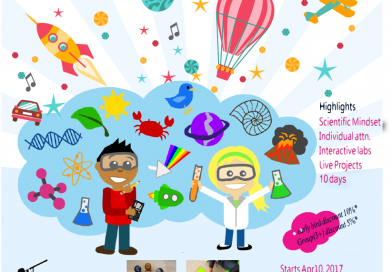 Highlights
Scientific Mindset
Individual attn.
Interactive labs
Live Projects
10 days
*early bird discount 10%*
Group(3+) discount 5%*
Starts Apr10, 2017